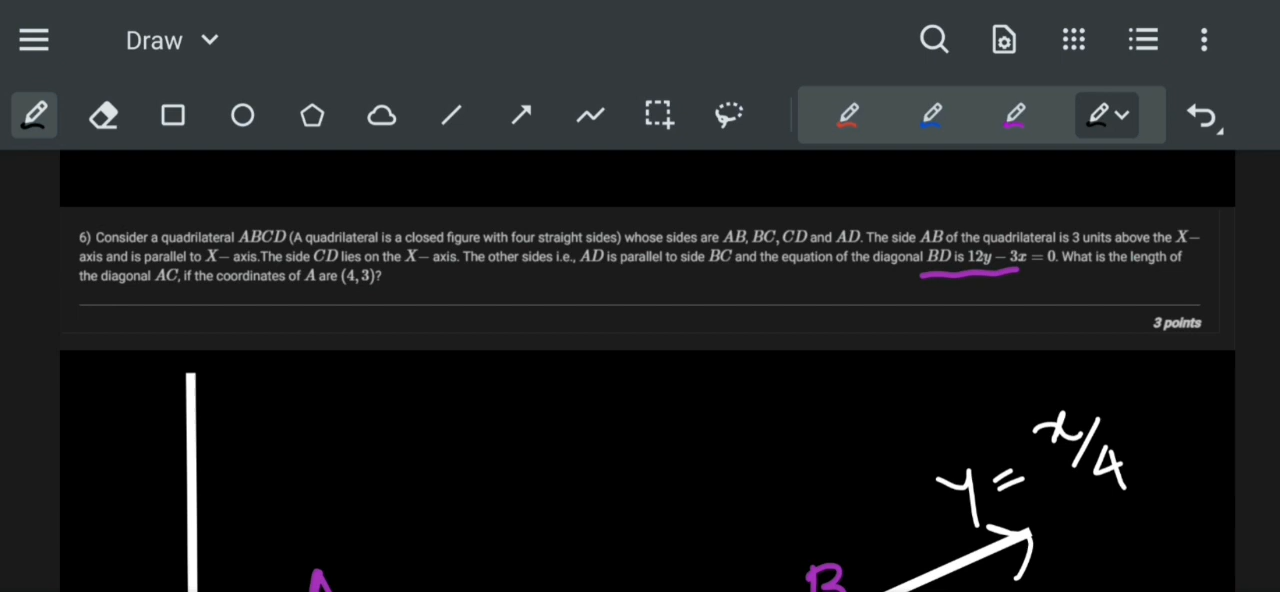 Draw
6) Consider a quadrilateral ABCD (A quadrilateral is a closed figure with four straight sides) whose sides are AB, BC, CD and AD. The side AB of the quadrilateral is 3 units above the X−
axis and is parallel to X− axis.The side CD lies on the X− axis. The other sides i.e., AD is parallel to side BC and the equation of the diagonal BD is 12y − 3x = 0. What is the length of
the diagonal AC, if the coordinates of A are (4, 3)?
3 points
y = x/4
A B